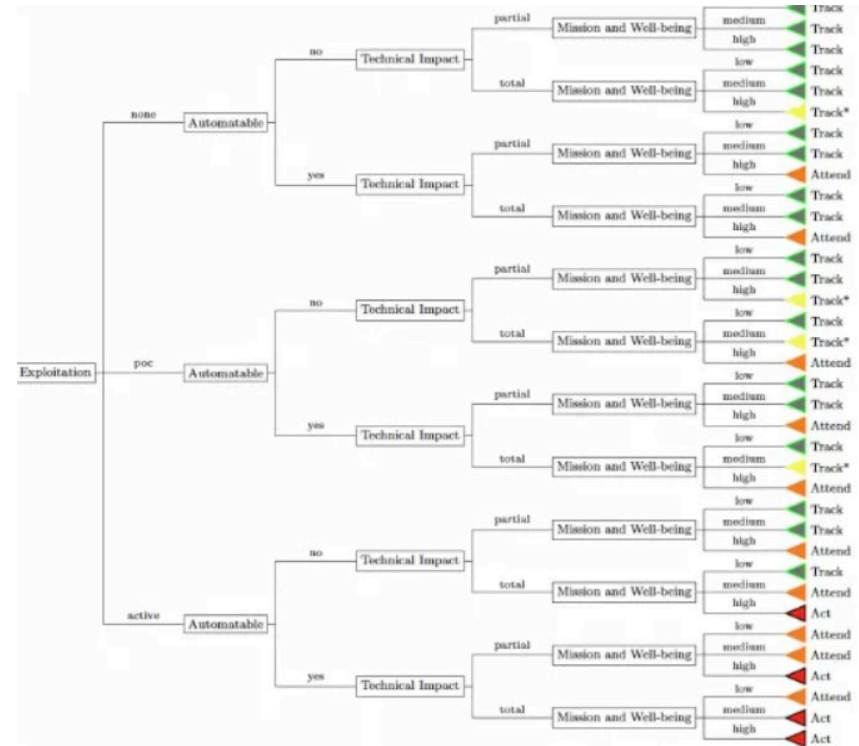 Track
partial
medium
Mission and Well-being
Track
high
no
Technical Impact
Track
low
Track
total
medium
Mission and Well-being
Track
high
none
Track*
Automatable
low
Track
partial
medium
Mission and Well-being
Track
high
yes
Technical Impact
Attend
low
Track
total
medium
Mission and Well-being
Track
high
Attend
low
Track
partial
medium
Mission and Well-being
Track
high
no
Technical Impact
Track*
low
Track
total
medium
Mission and Well-being
Track*
high
poc
Attend
Exploitation
Automatable
low
Track
partial
medium
Mission and Well-being
Track
high
yes
Technical Impact
Attend
low
Track
total
medium
Mission and Well-being
Track*
high
Attend
low
Track
partial
medium
Mission and Well-being
Track
high
no
Technical Impact
Attend
low
Track
total
medium
Mission and Well-being
Attend
high
active
Act
Automatable
low
Attend
partial
medium
Mission and Well-being
Attend
high
yes
Technical Impact
Act
low
Attend
total
medium
Mission and Well-being
Act
high
Act